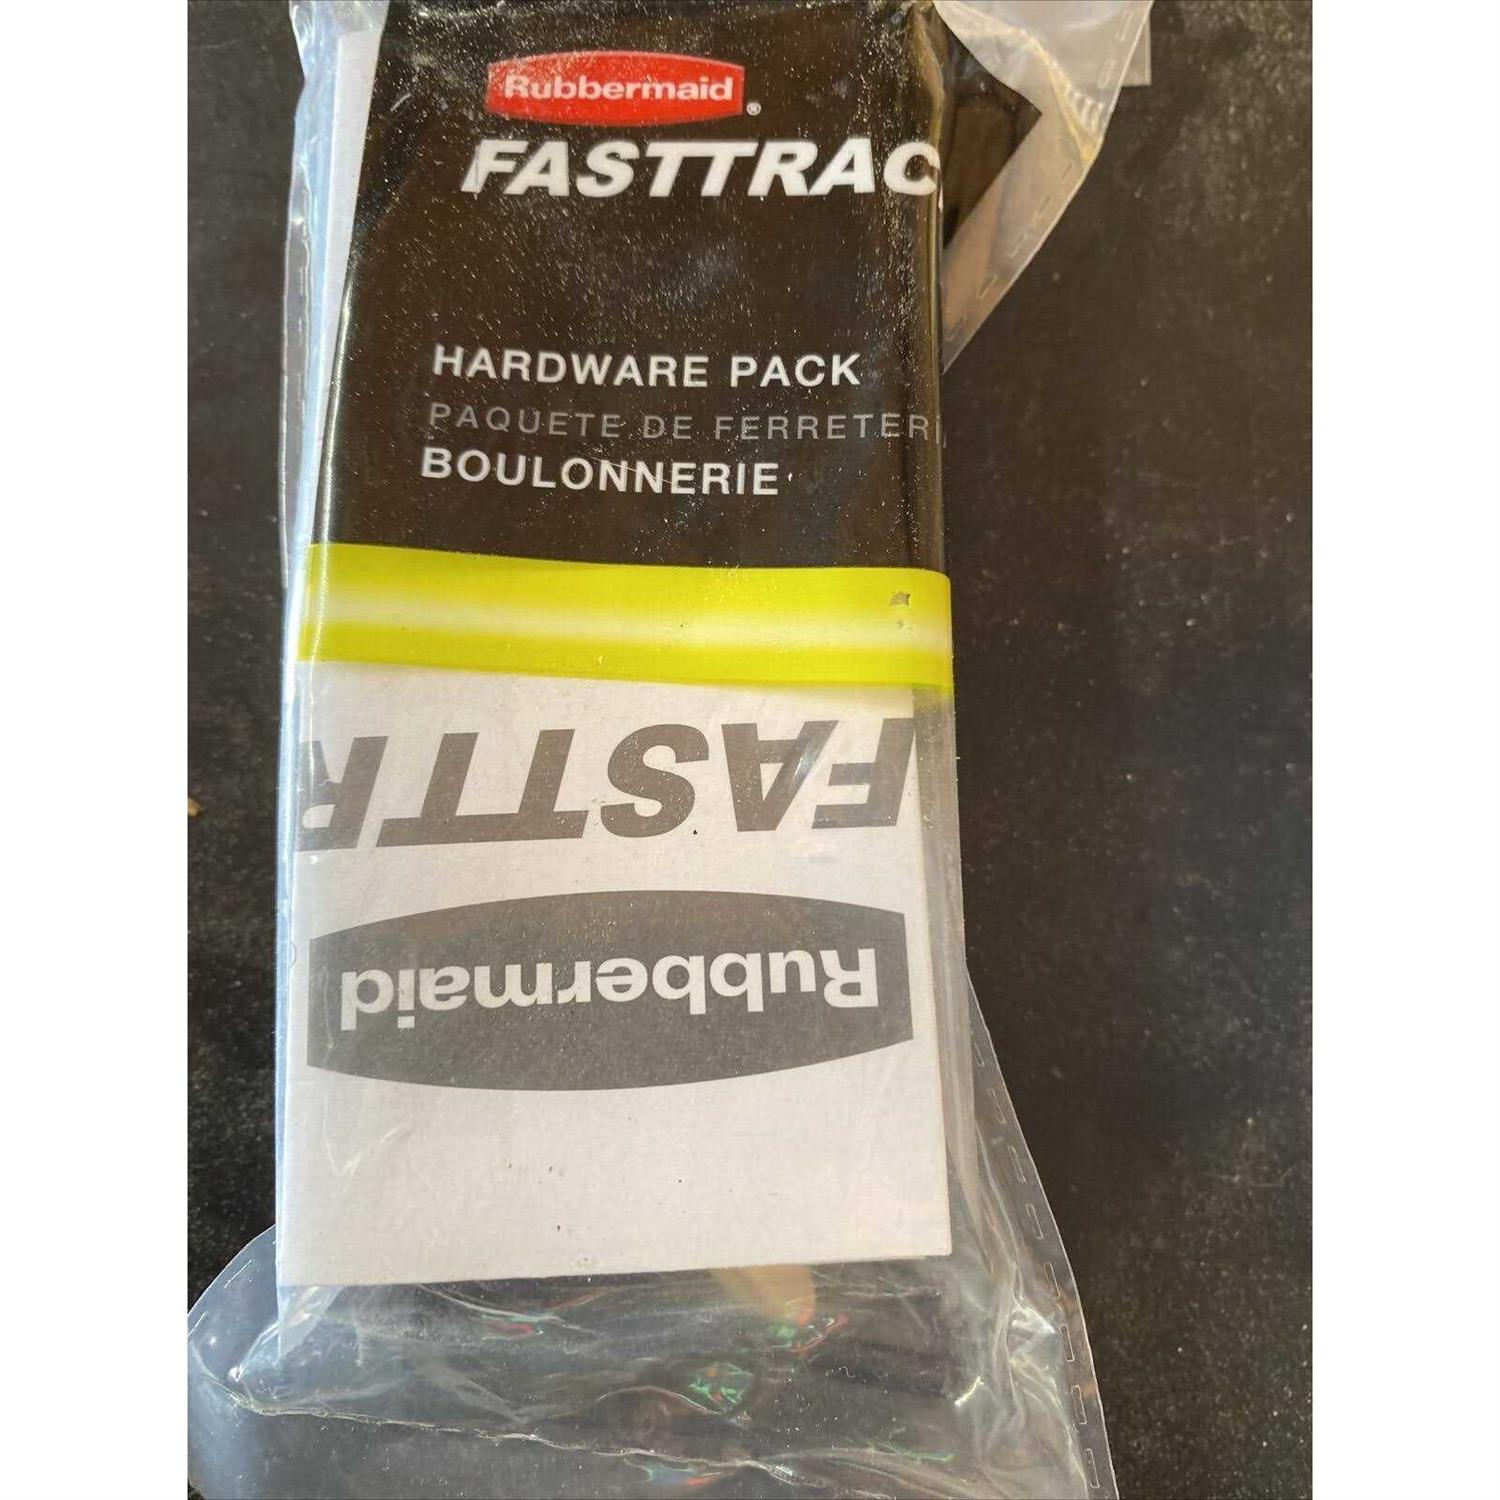 Rubbermaid®
FASTTRAC
HARDWARE PACK
PAQUETE DE FERRETER
BOULONNERIE
FASTTR
Rubbermaid